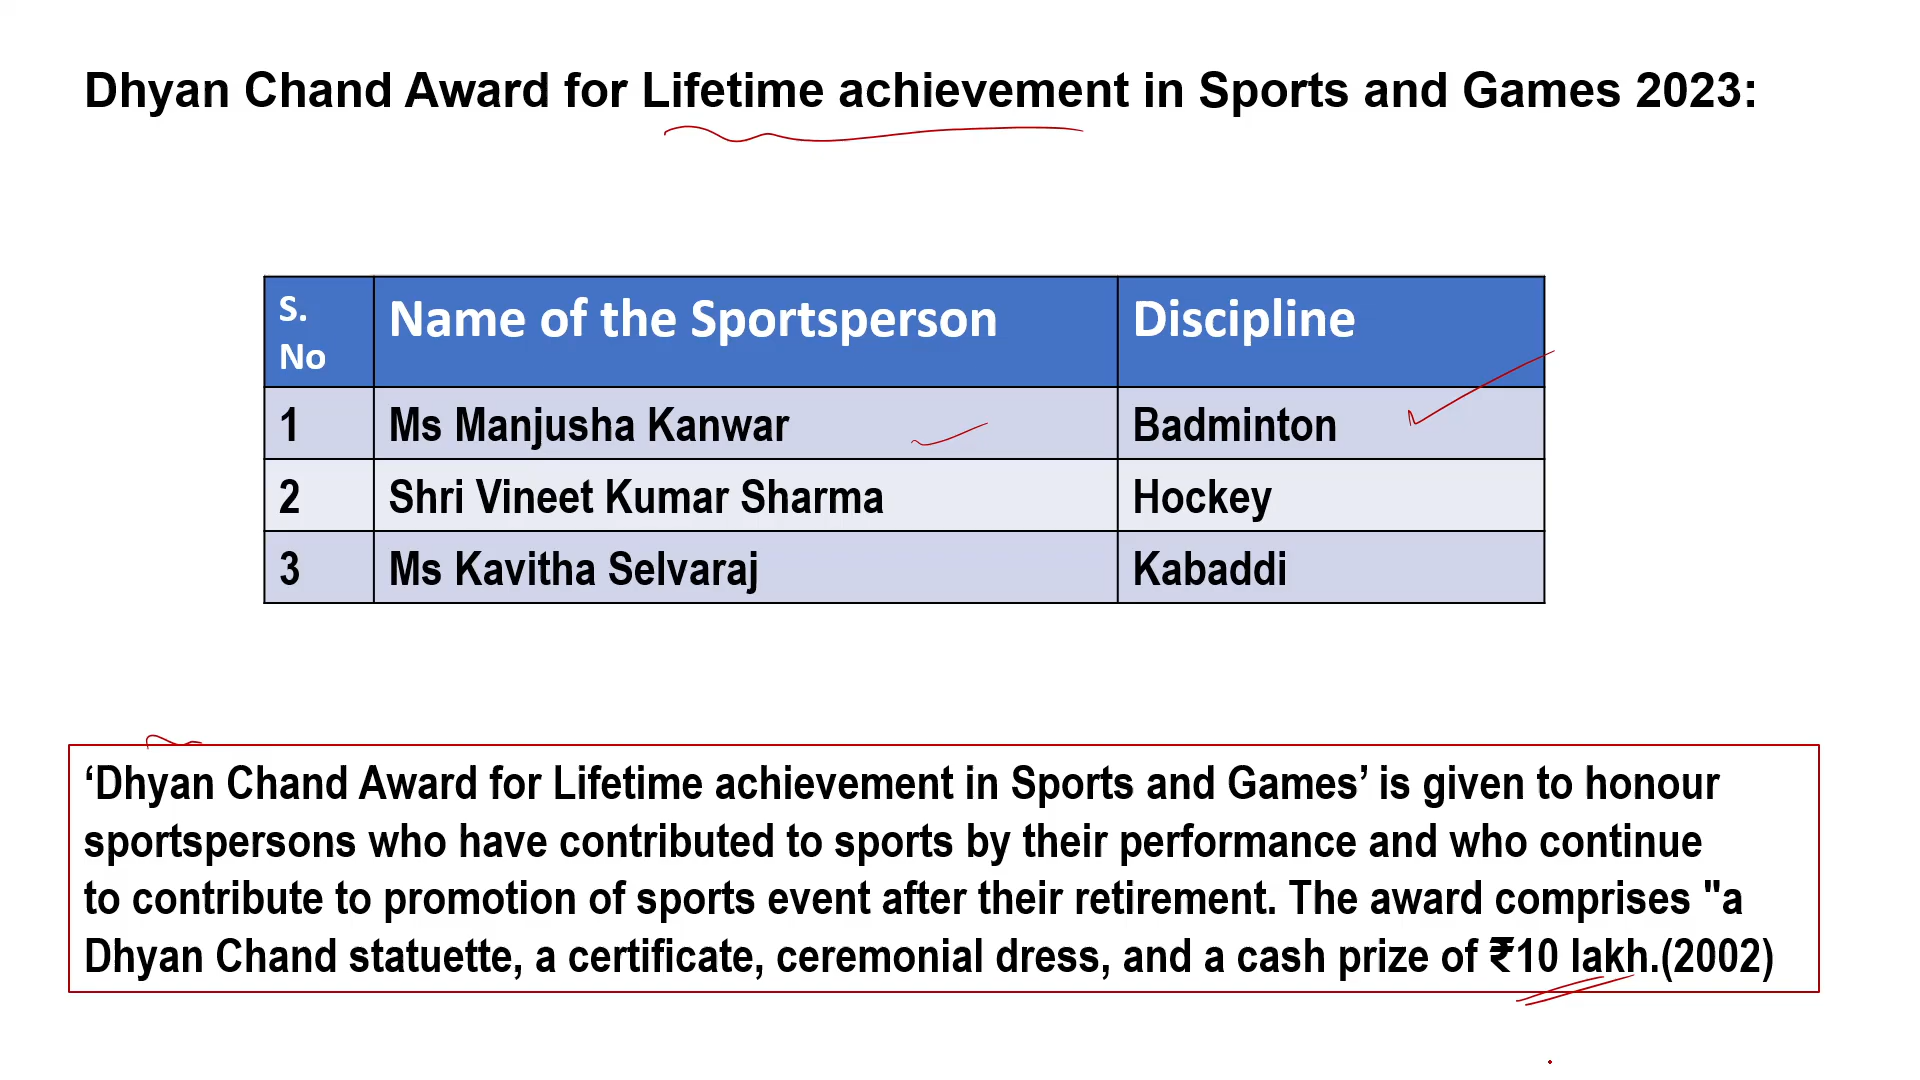 Dhyan Chand Award for Lifetime achievement in Sports and Games 2023:
S. No Name of the Sportsperson Discipline
1 Ms Manjusha Kanwar Badminton
2 Shri Vineet Kumar Sharma Hockey
3 Ms Kavitha Selvaraj Kabaddi
‘Dhyan Chand Award for Lifetime achievement in Sports and Games’ is given to honour
sportspersons who have contributed to sports by their performance and who continue
to contribute to promotion of sports event after their retirement. The award comprises "a
Dhyan Chand statuette, a certificate, ceremonial dress, and a cash prize of ₹10 lakh.(2002)